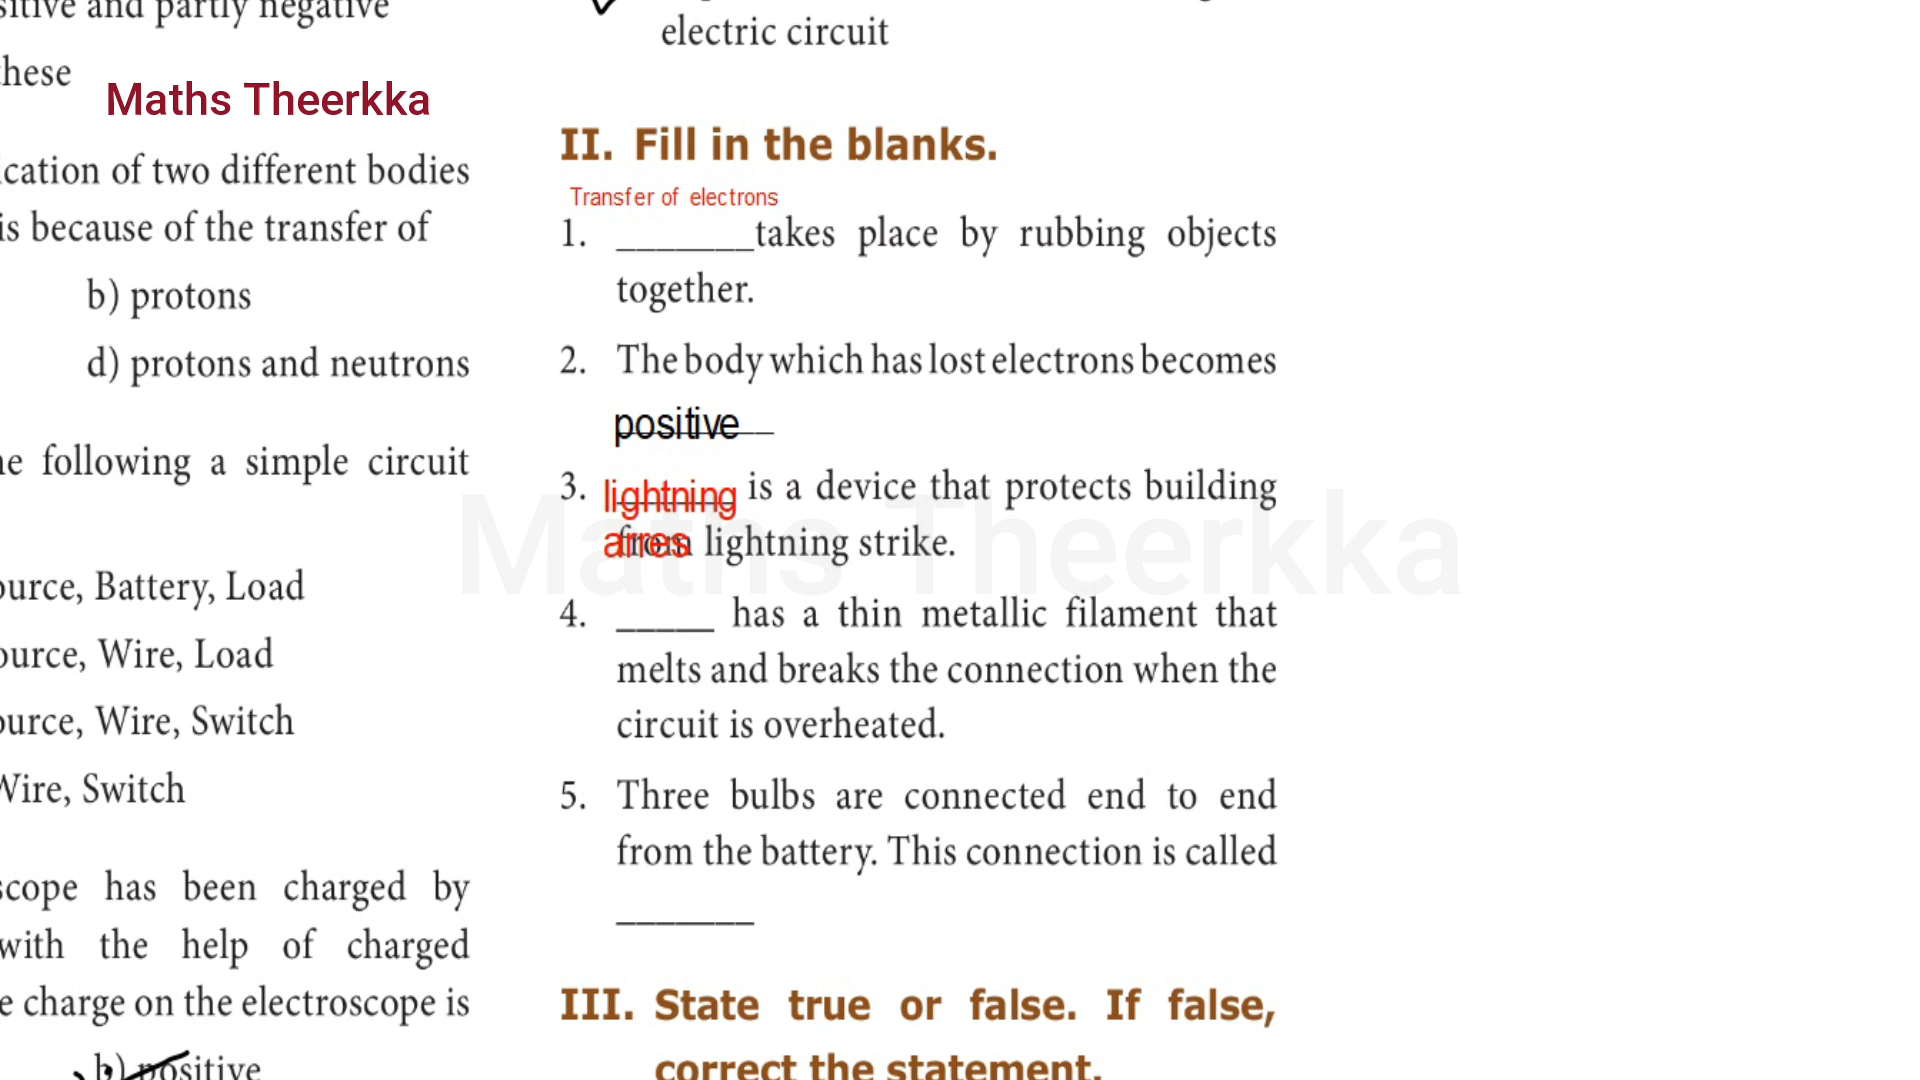 sitive and partly negative
these
Maths Theerkka
ication of two different bodies
is because of the transfer of
b) protons
d) protons and neutrons
he following a simple circuit
ource, Battery, Load
ource, Wire, Load
ource, Wire, Switch
Wire, Switch
scope has been charged by
with the help of charged
e charge on the electroscope is
b) positive
electric circuit
II. Fill in the blanks.
Transfer of electrons
1. _______takes place by rubbing objects
together.
2. The body which has lost electrons becomes
positive
3. lightning is a device that protects building
arres
from lightning strike.
4. _____ has a thin metallic filament that
melts and breaks the connection when the
circuit is overheated.
5. Three bulbs are connected end to end
from the battery. This connection is called
_______
III. State true or false. If false,
correct the statement.
Maths Theerkka